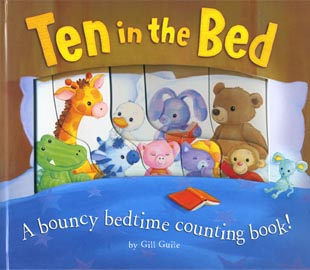 Ten in the Bed
A bouncy bedtime counting book!
by Gill Guile